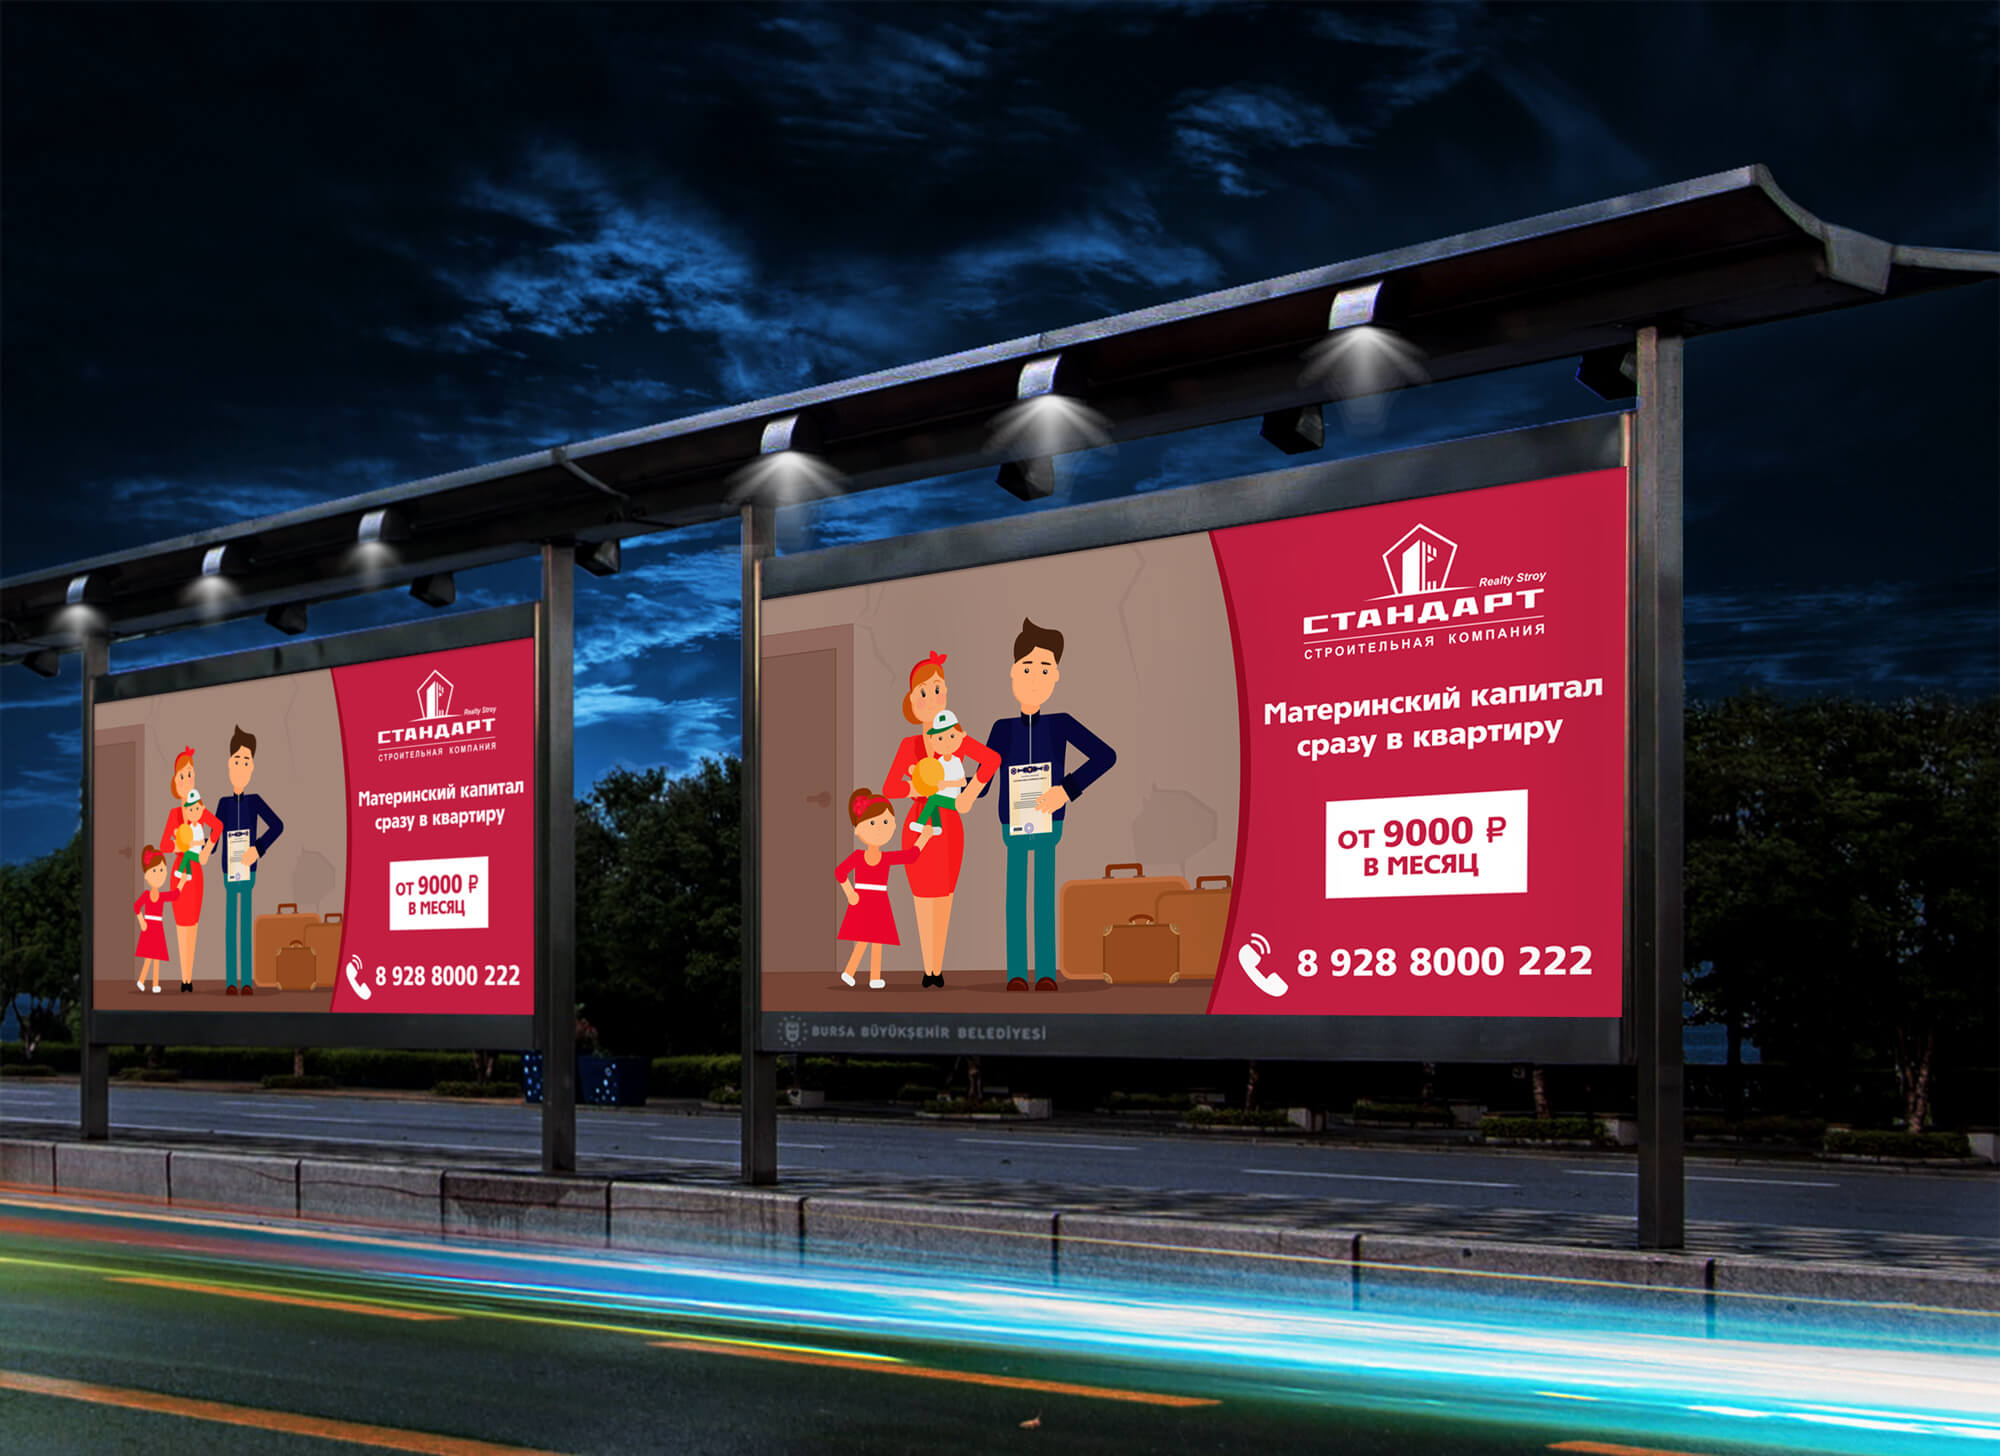 Realty Stroy
СТАНДАРТ
СТРОИТЕЛЬНАЯ КОМПАНИЯ
Материнский капитал
сразу в квартиру
от 9000 ₽
В МЕСЯЦ
8 928 8000 222
Realty Stroy
СТАНДАРТ
СТРОИТЕЛЬНАЯ КОМПАНИЯ
Материнский капитал
сразу в квартиру
от 9000 ₽
В МЕСЯЦ
8 928 8000 222
BURSA BÜYÜKŞEHİR BELEDİYESİ